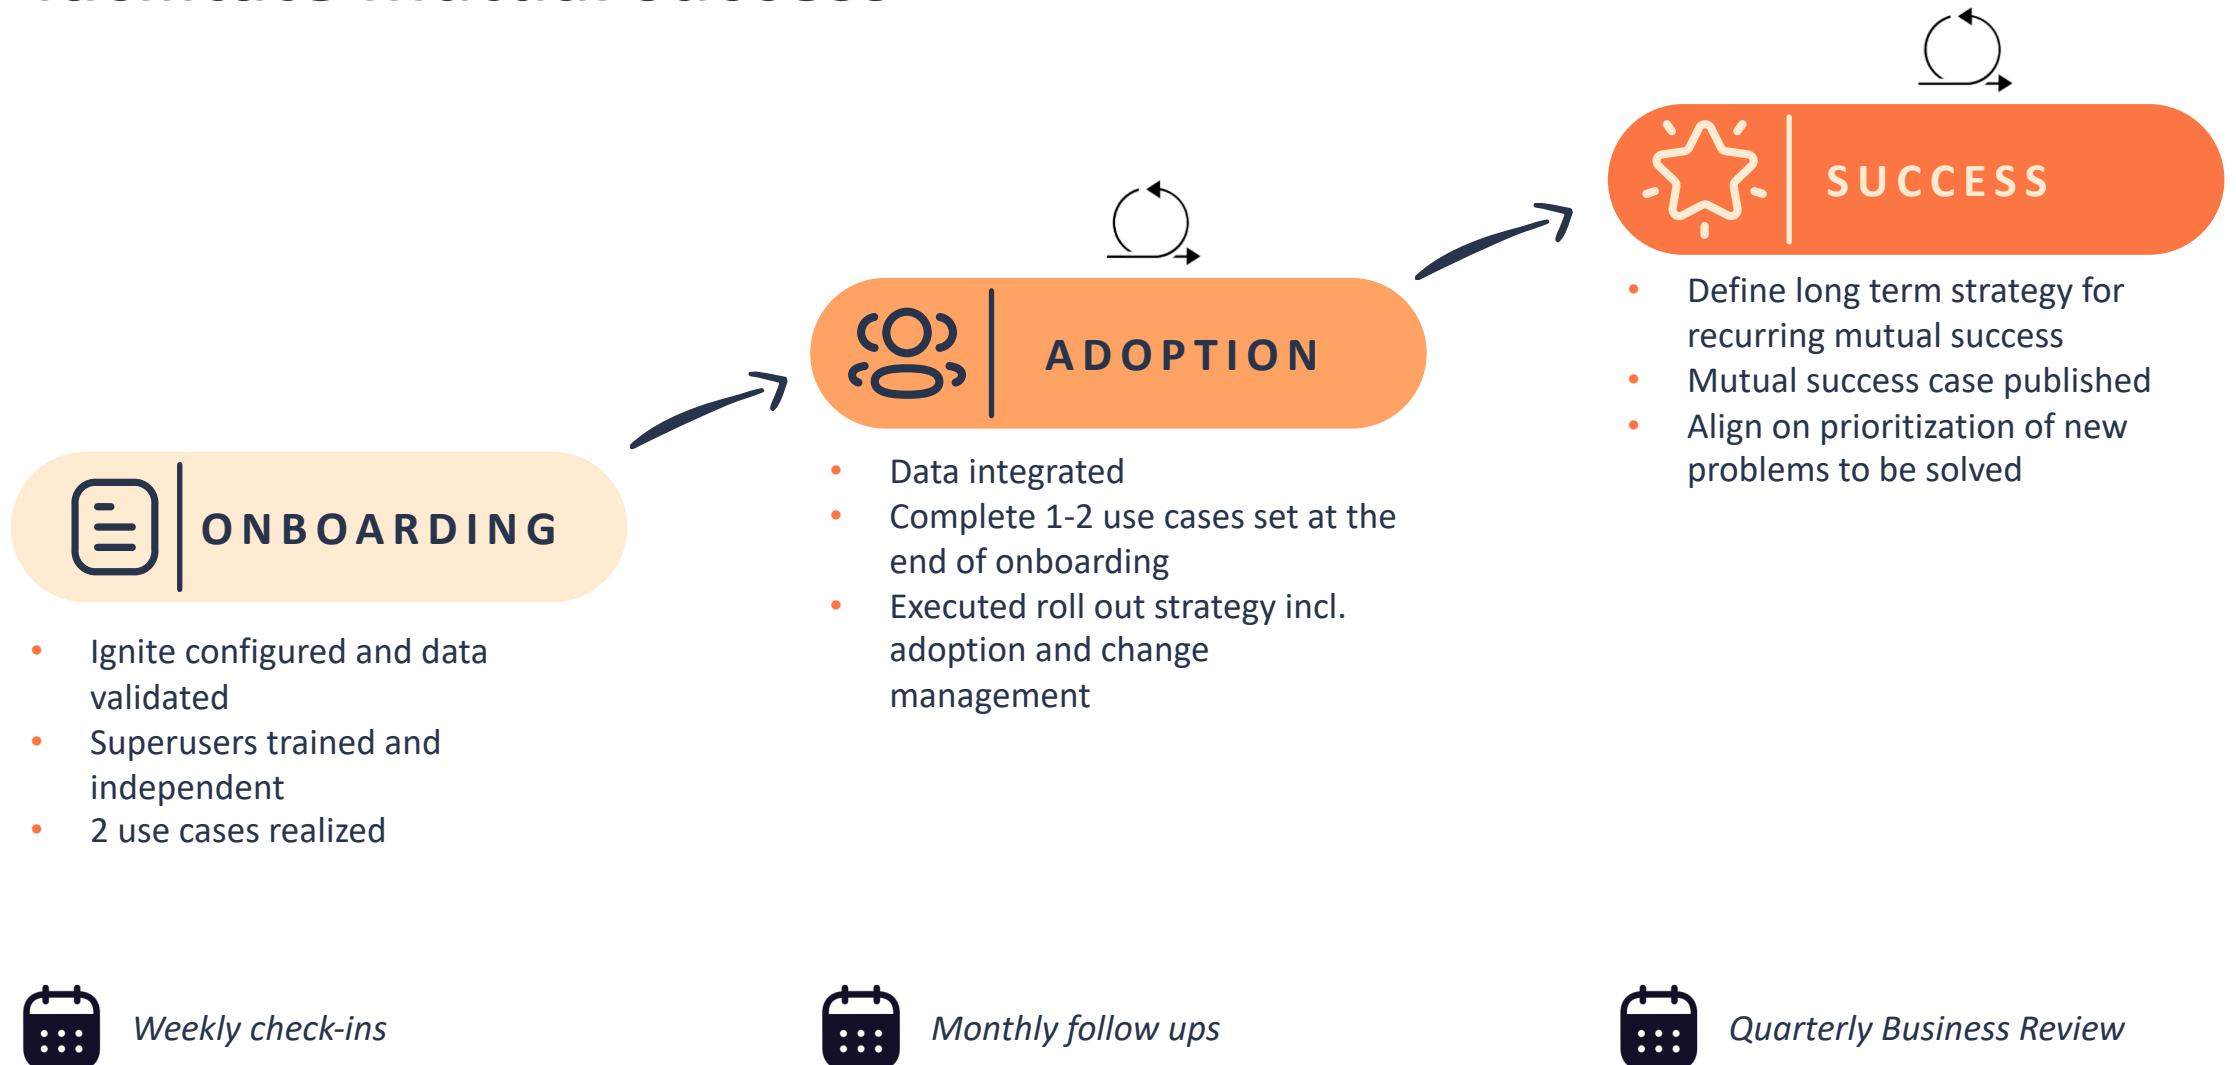 SUCCESS
Define long term strategy for
recurring mutual success
Mutual success case published
Align on prioritization of new
problems to be solved
ADOPTION
Data integrated
Complete 1-2 use cases set at the
end of onboarding
Executed roll out strategy incl.
adoption and change
management
ONBOARDING
Ignite configured and data
validated
Superusers trained and
independent
2 use cases realized
Weekly check-ins
Monthly follow ups
Quarterly Business Review